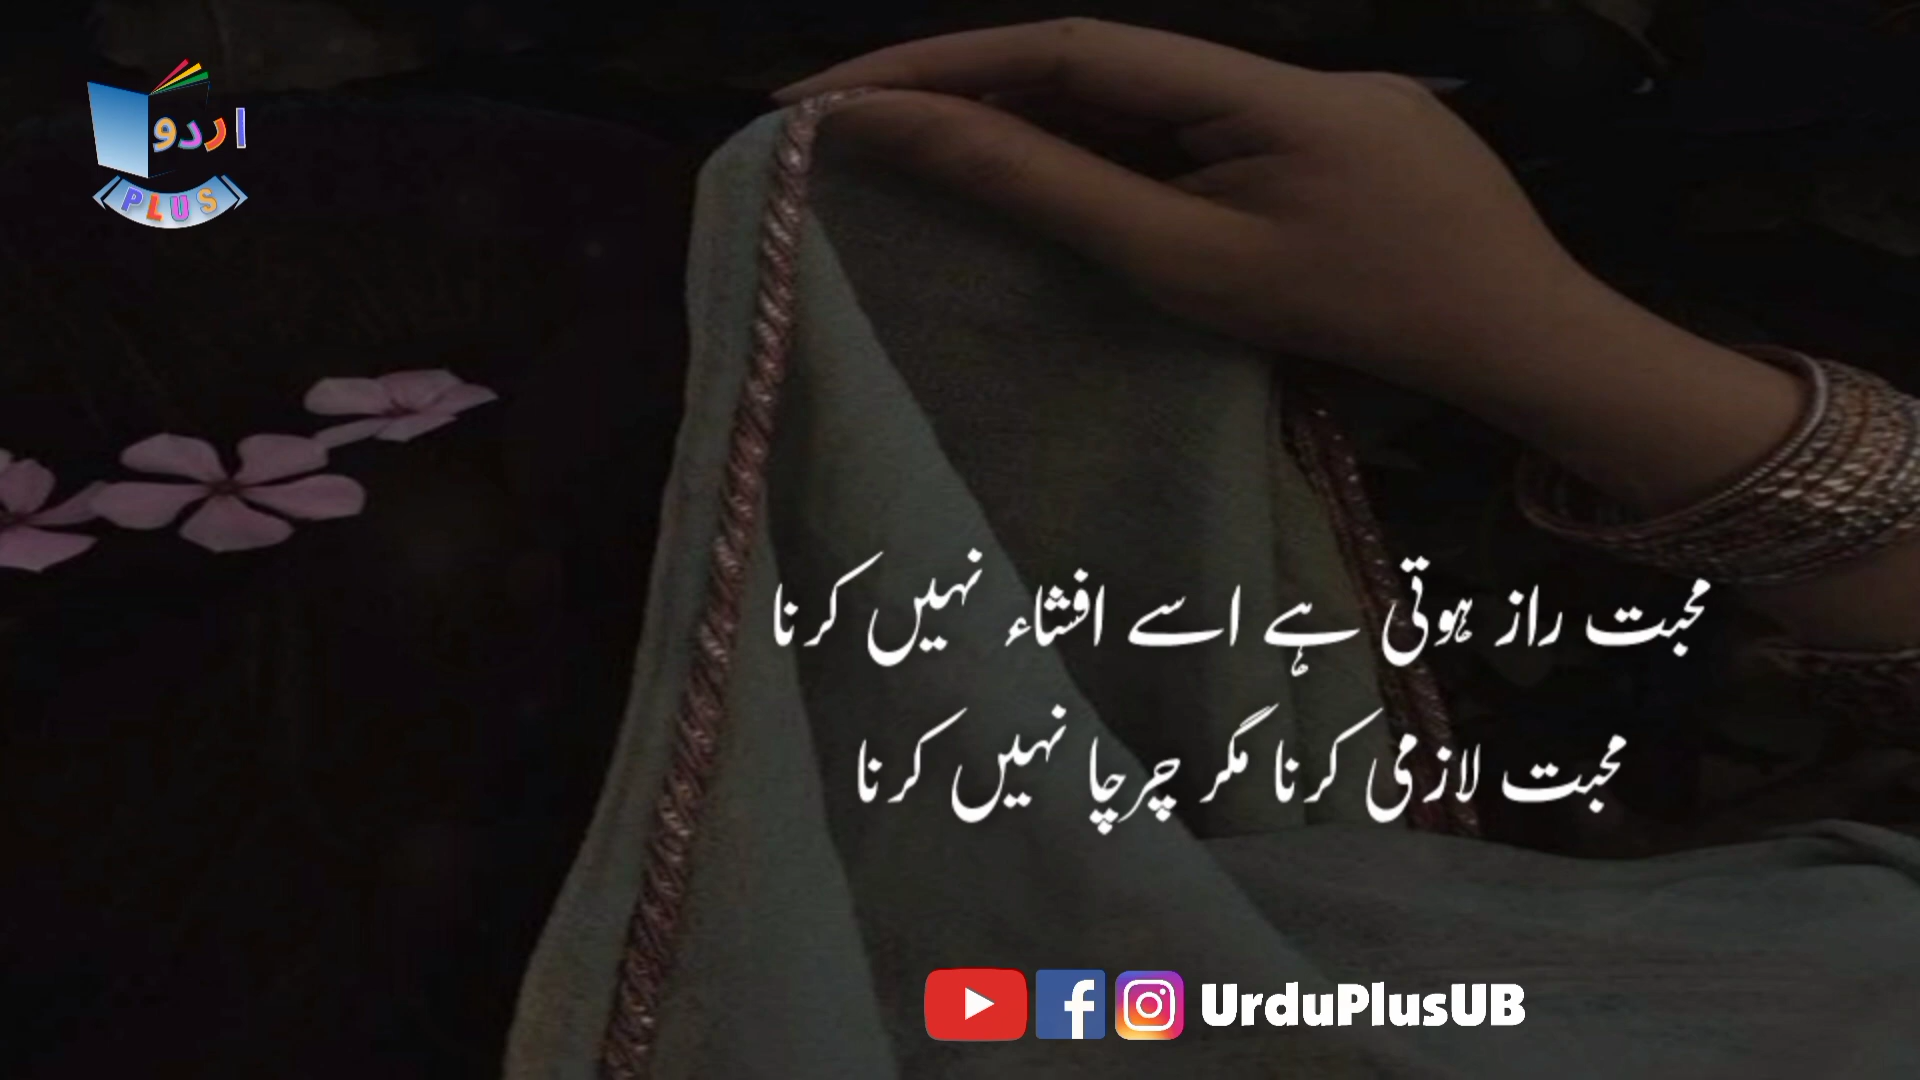 اردو
PLUS
محبت راز ہوتی ہے اسے افشاء نہیں کرنا
محبت لازمی کرنا مگر چرچا نہیں کرنا
UrduPlusUB